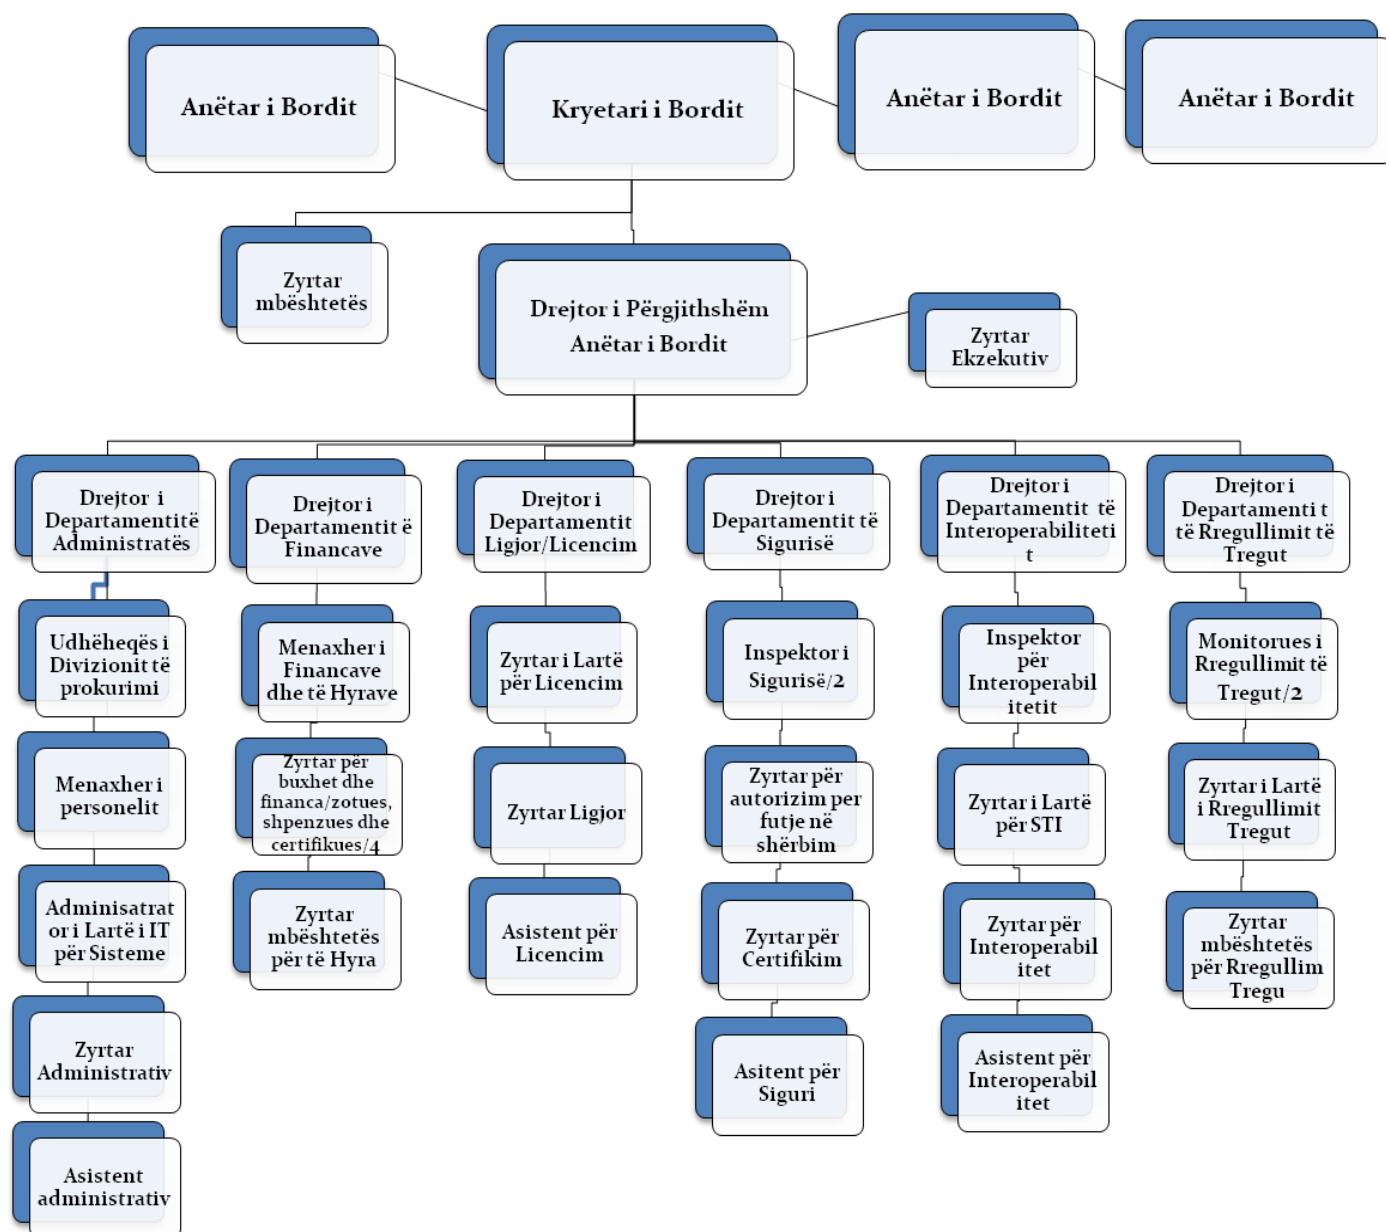 Anëtar i Bordit
Kryetari i Bordit
Anëtar i Bordit
Anëtar i Bordit
Zyrtar
mbështetës
Drejtor i Përgjithshëm
Anëtar i Bordit
Zyrtar
Ekzekutiv
Drejtor i
Departamentitë
Administratës
Drejtor i
Departamentit ë
Financave
Drejtor i
Departamentit
Ligjor/Licencim
Drejtor i
Departamentit të
Sigurisë
Drejtor i
Departamentit të
Interoperabiliteti
t
Drejtor i
Departamenti t
të Rregullimit të
Tregut
Udhëheqës i
Divizionit të
prokurimi
Menaxher i
Financave
dhe të Hyrave
Zyrtar i Lartë
për Licencim
Inspektor i
Sigurisë/2
Inspektor
për
Interoperabil
itetit
Monitorues i
Rregullimit të
Tregut/2
Menaxher i
personelit
Zyrtar për
buxhet dhe
financa/zotues,
shpenzues dhe
certifikues/4
Zyrtar Ligjor
Zyrtar për
autorizim per
futje në
shërbim
Zyrtar i Lartë
për STI
Zyrtar i Lartë
i Rregullimit
Tregut
Adminisatrat
or i Lartë i IT
për Sisteme
Zyrtar
mbështetës
për të Hyra
Asistent për
Licencim
Zyrtar për
Certifikim
Zyrtar për
Interoperabil
itet
Zyrtar
mbështetës
për Rregullim
Tregu
Zyrtar
Administrativ
Asitent për
Siguri
Asistent për
Interoperabil
itet
Asistent
administrativ